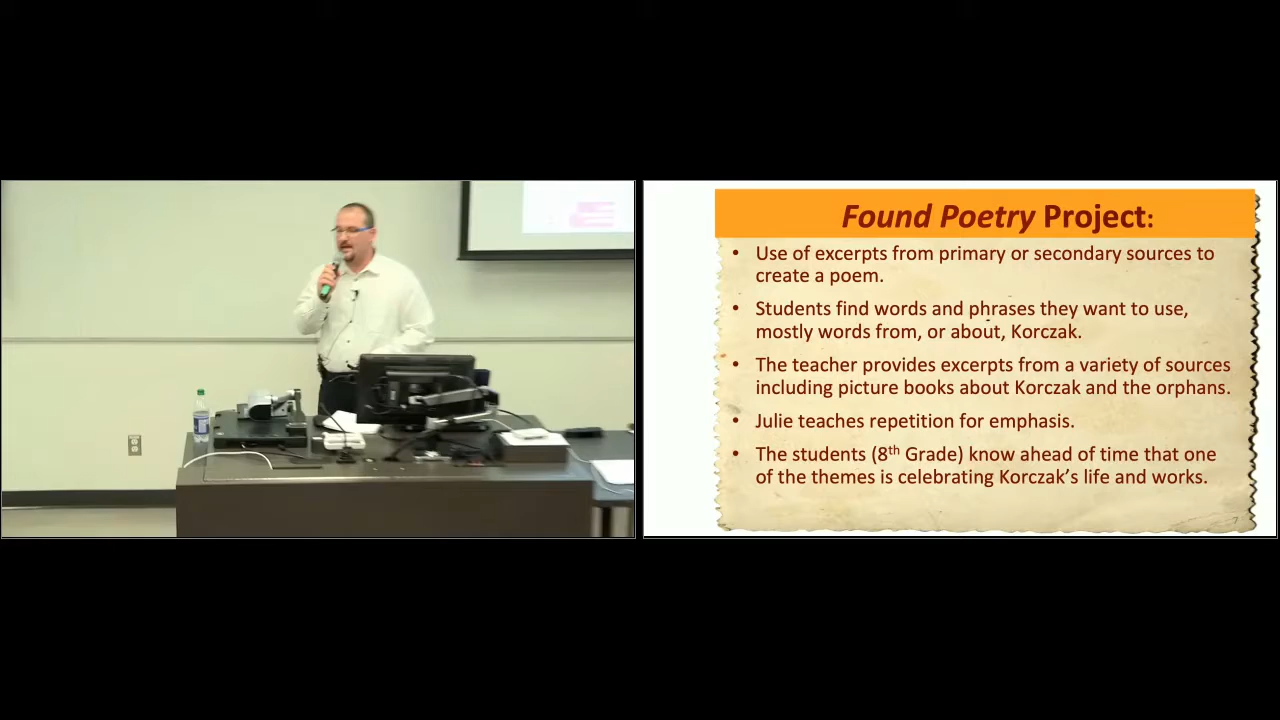 Found Poetry Project:
• Use of excerpts from primary or secondary sources to
create a poem.
• Students find words and phrases they want to use,
mostly words from, or about, Korczak.
• The teacher provides excerpts from a variety of sources
including picture books about Korczak and the orphans.
• Julie teaches repetition for emphasis.
• The students (8th Grade) know ahead of time that one
of the themes is celebrating Korczak's life and works.